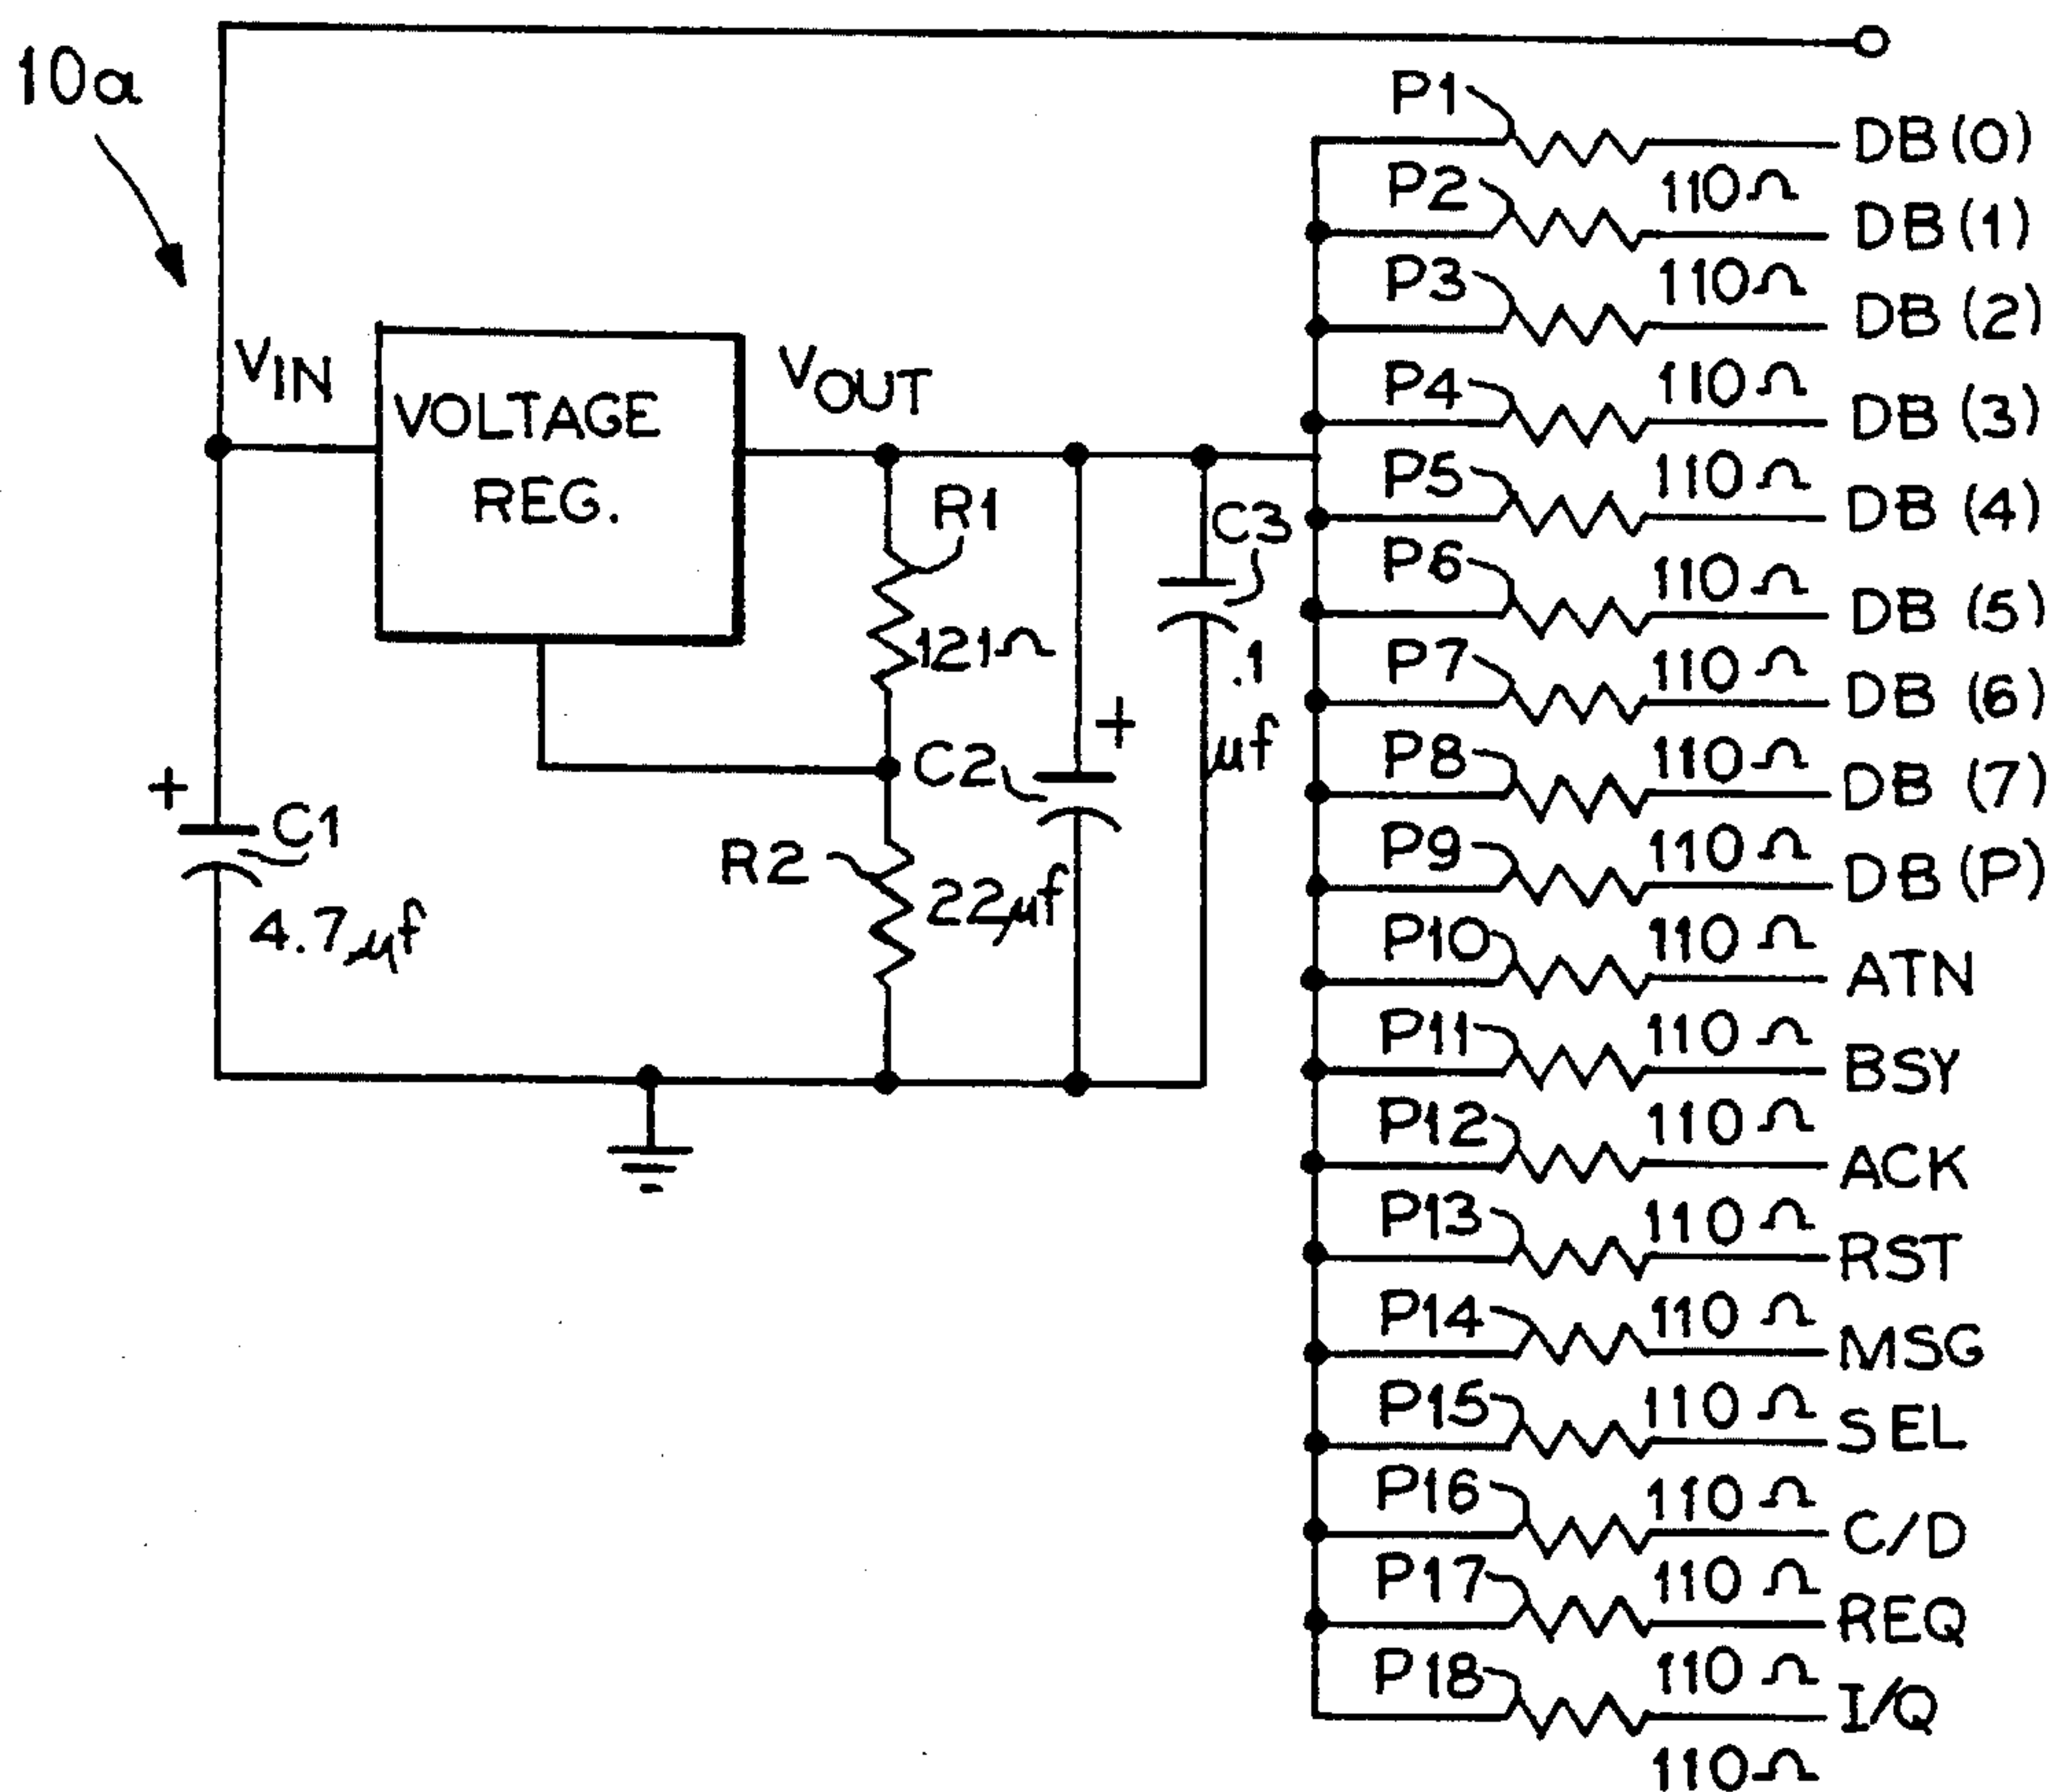 10a
VIN
VOLTAGE
REG.
VOUT
R1
121Ω
C3
.1
μf
C2
+
22μf
R2
+
C1
4.7μf
P1
DB(0)
110Ω
P2
DB(1)
110Ω
P3
DB (2)
110Ω
P4
DB (3)
110Ω
P5
DB (4)
110Ω
P6
DB (5)
110Ω
P7
DB (6)
110Ω
P8
DB (7)
110Ω
P9
DB (P)
110Ω
P10
ATN
110Ω
P11
BSY
110Ω
P12
ACK
110Ω
P13
RST
110Ω
P14
MSG
110Ω
P15
SEL
110Ω
P16
C/D
110Ω
P17
REQ
110Ω
P18
I/Q
110Ω